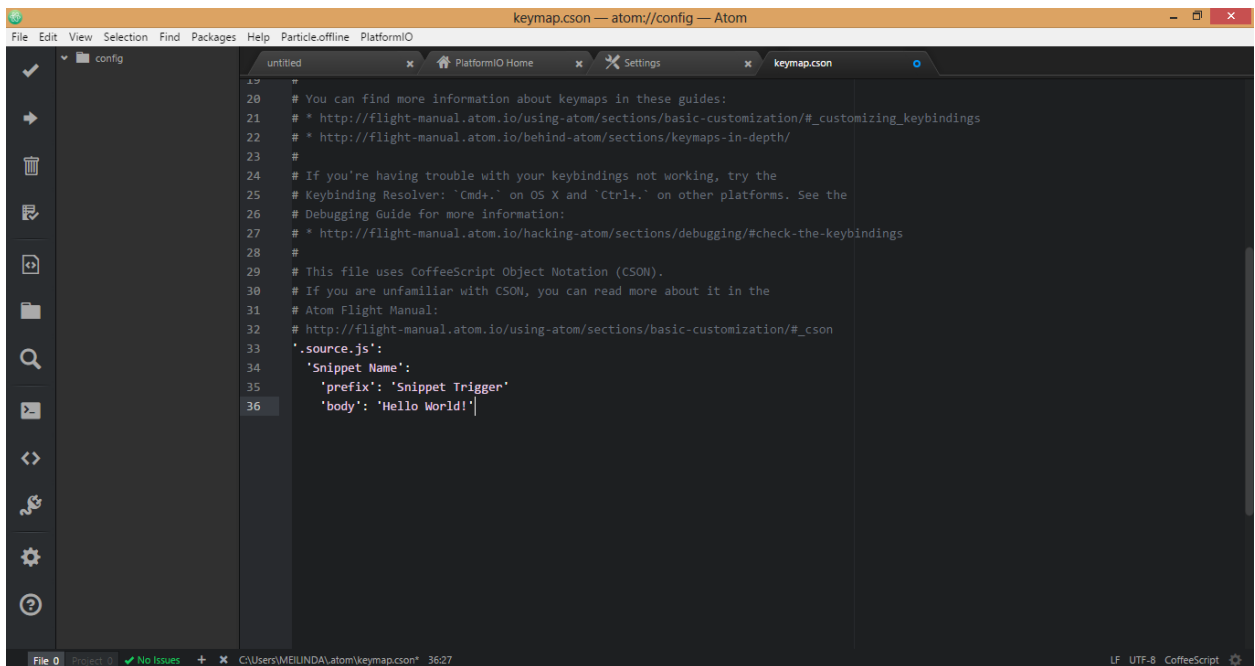 keymap.cson — atom://config — Atom
File Edit View Selection Find Packages Help Particle.offline PlatformIO
config
untitled PlatformIO Home Settings keymap.cson
19 #
20 # You can find more information about keymaps in these guides:
21 # * http://flight-manual.atom.io/using-atom/sections/basic-customization/#_customizing_keybindings
22 # * http://flight-manual.atom.io/behind-atom/sections/keymaps-in-depth/
23 #
24 # If you're having trouble with your keybindings not working, try the
25 # Keybinding Resolver: `Cmd+.` on OS X and `Ctrl+.` on other platforms. See the
26 # Debugging Guide for more information:
27 # * http://flight-manual.atom.io/hacking-atom/sections/debugging/#check-the-keybindings
28 #
29 # This file uses CoffeeScript Object Notation (CSON).
30 # If you are unfamiliar with CSON, you can read more about it in the
31 # Atom Flight Manual:
32 # http://flight-manual.atom.io/using-atom/sections/basic-customization/#_cson
33 '.source.js':
34 'Snippet Name':
35 'prefix': 'Snippet Trigger'
36 'body': 'Hello World!'
File 0 Project 0 No Issues + C:\Users\MEILINDA\.atom\keymap.cson* 36:27 LF UTF-8 CoffeeScript